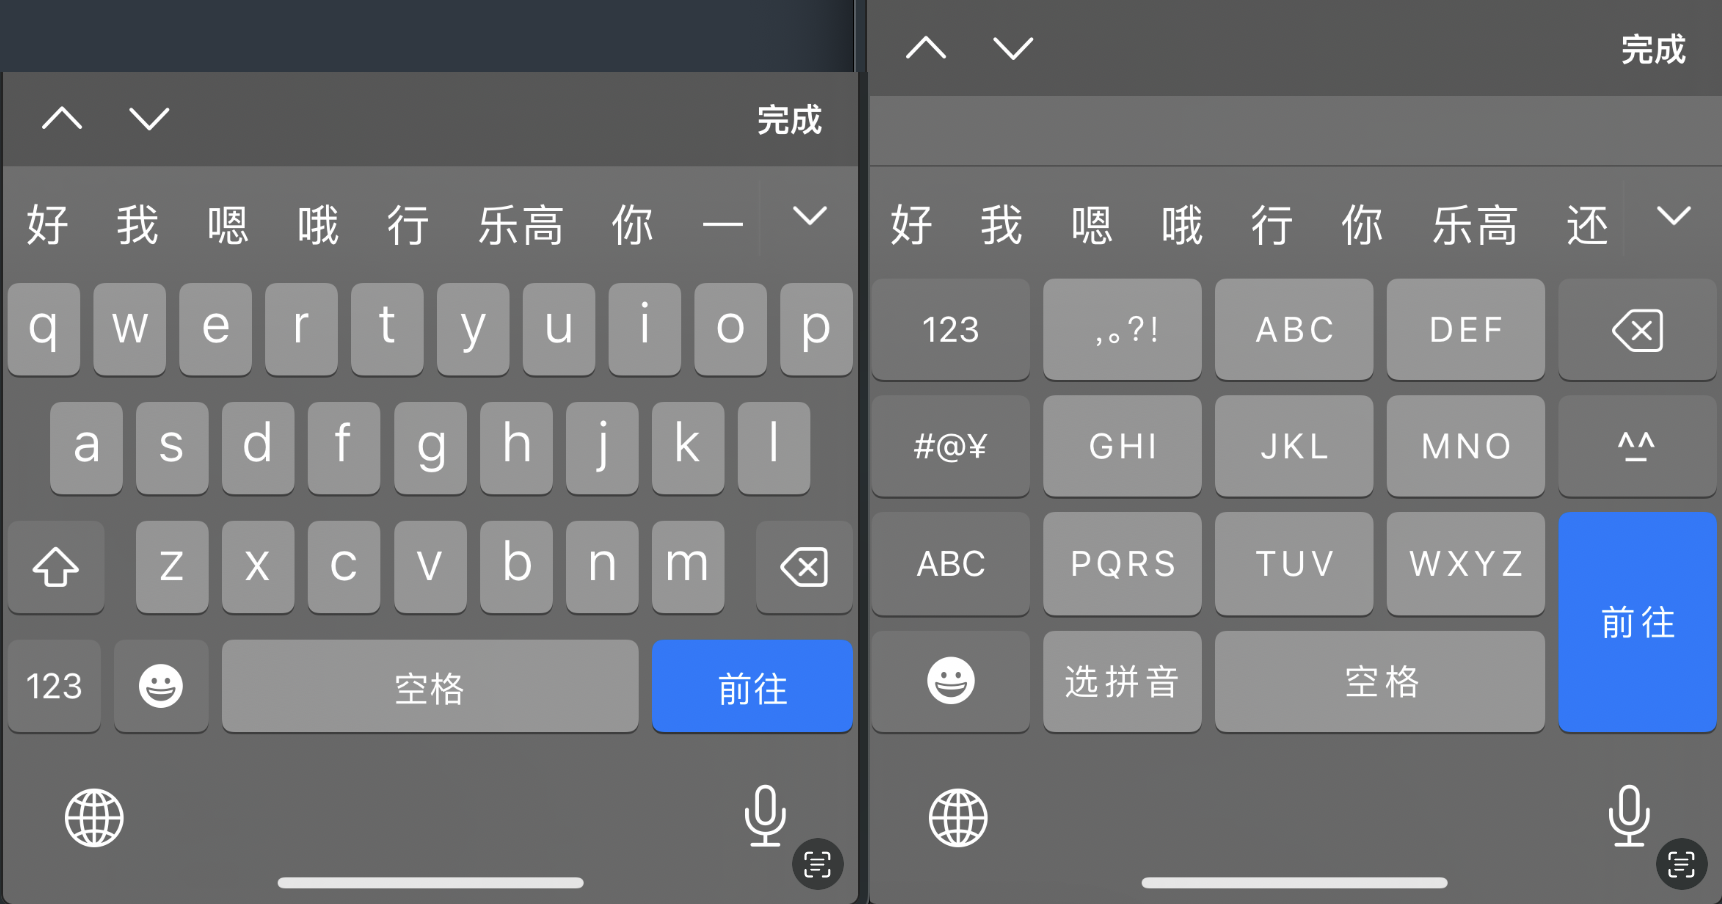 完成
好 我 嗯 哦 行 乐高 你 一
q w e r t y u i o p
a s d f g h j k l
z x c v b n m
123 空格 前往
完成
好 我 嗯 哦 行 你 乐高 还
123 ,。?! ABC DEF
#@¥ GHI JKL MNO ^_^
ABC PQRS TUV WXYZ
前往
选拼音 空格